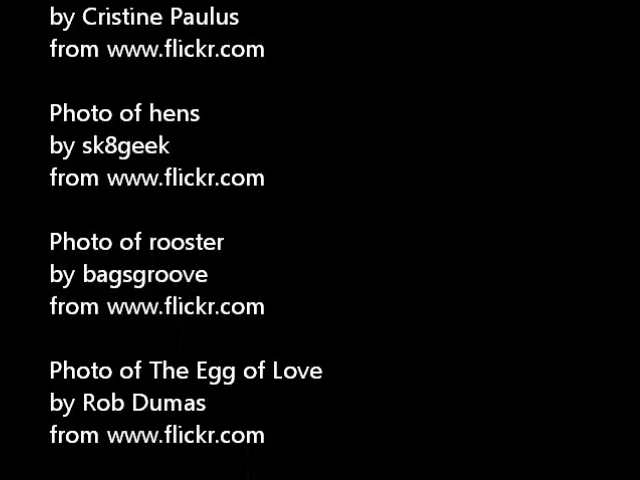 by Cristine Paulus
from www.flickr.com
Photo of hens
by sk8geek
from www.flickr.com
Photo of rooster
by bagsgroove
from www.flickr.com
Photo of The Egg of Love
by Rob Dumas
from www.flickr.com